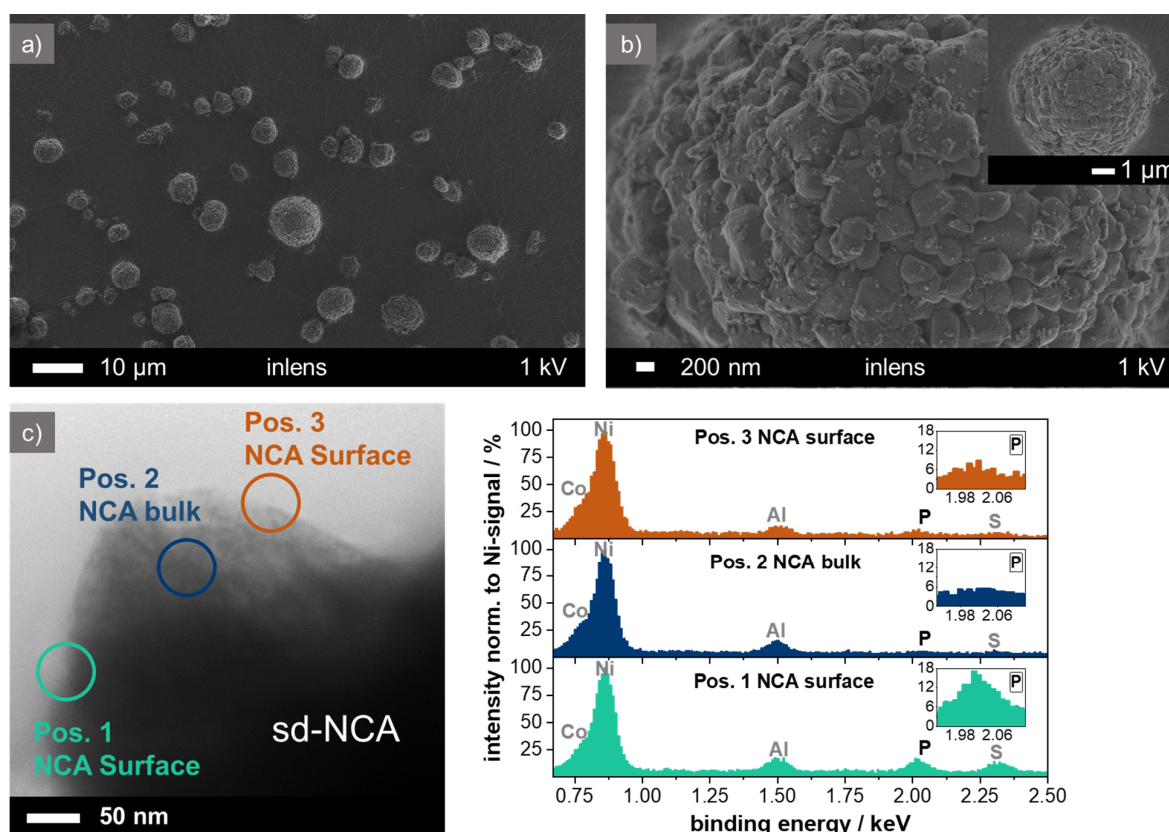 a)
10 µm inlens 1 kV
b)
1 µm
200 nm inlens 1 kV
c)
Pos. 3
NCA Surface
Pos. 2
NCA bulk
Pos. 1
NCA Surface
sd-NCA
50 nm
intensity norm. to Ni-signal / %
100
75
50
25
Ni
Co
Pos. 3 NCA surface
Al
P
S
18
12
6
0
P
1.98 2.06
100
75
50
25
Ni
Co
Pos. 2 NCA bulk
Al
P
S
18
12
6
0
P
1.98 2.06
100
75
50
25
Ni
Co
Pos. 1 NCA surface
Al
P
S
18
12
6
0
P
1.98 2.06
0.75 1.00 1.25 1.50 1.75 2.00 2.25 2.50
binding energy / keV